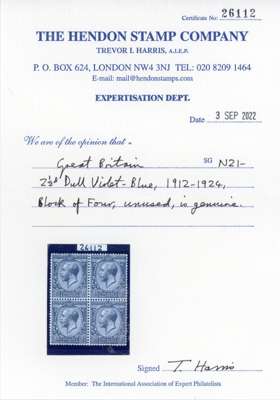 Certificate No. 26112
THE HENDON STAMP COMPANY
TREVOR I. HARRIS, A.I.E.P.
P. O. BOX 624, LONDON NW4 3NJ TEL: 020 8209 1464
E-mail: mail@hendonstamps.com
EXPERTISATION DEPT.
Date 3 SEP 2022
We are of the opinion that
Great Britain SG N21-
2½d Dull Violet-Blue, 1912-1924,
Block of Four, unused, is genuine.
26112
Signed T. Harris
Member: The International Association of Expert Philatelists